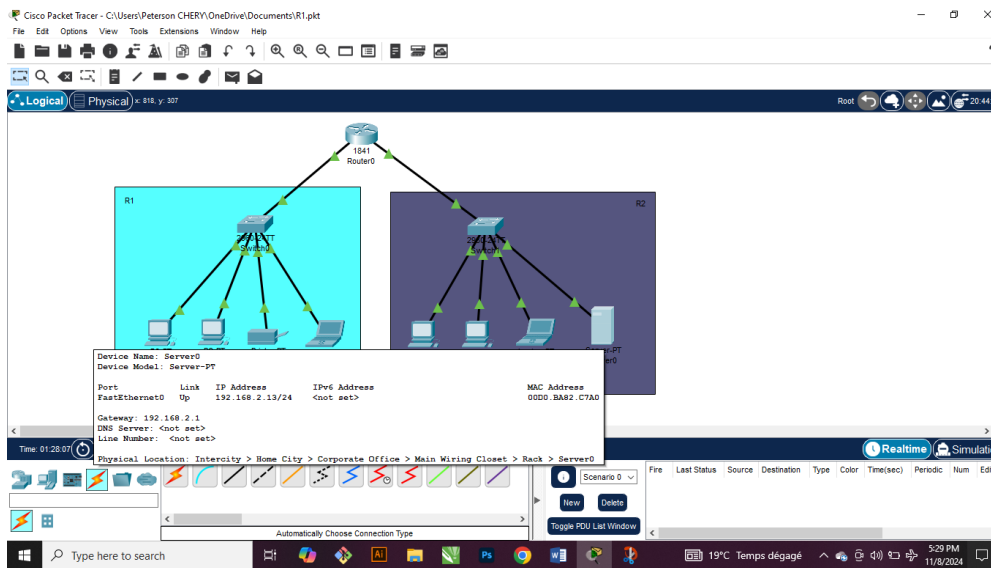 Cisco Packet Tracer - C:\Users\Peterson CHERY\OneDrive\Documents\R1.pkt
File Edit Options View Tools Extensions Window Help
Logical Physical x: 818, y: 307 Root 20:44
1841
Router0
R1
R2
Switch0
Device Name: Server0
Device Model: Server-PT
Port Link IP Address IPv6 Address MAC Address
FastEthernet0 Up 192.168.2.13/24 <not set> 00D0.BA82.C7A0
Gateway: 192.168.2.1
DNS Server: <not set>
Line Number: <not set>
Physical Location: Intercity > Home City > Corporate Office > Main Wiring Closet > Rack > Server0
Time: 01:28:07 Realtime Simulati
Scenario 0
New Delete
Toggle PDU List Window
Fire Last Status Source Destination Type Color Time(sec) Periodic Num Edi
Automatically Choose Connection Type
Type here to search
Ai
Ps
19°C Temps dégagé
5:29 PM
11/8/2024